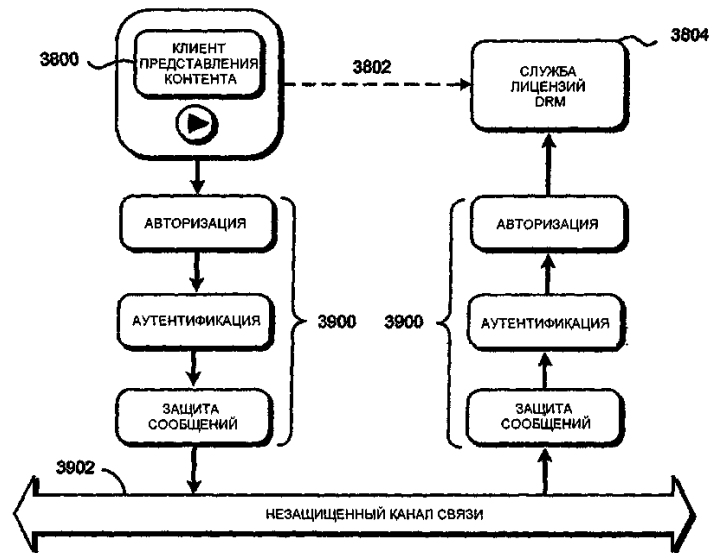 3800
КЛИЕНТ
ПРЕДСТАВЛЕНИЯ
КОНТЕНТА
3802
3804
СЛУЖБА
ЛИЦЕНЗИЙ
DRM
АВТОРИЗАЦИЯ
АВТОРИЗАЦИЯ
АУТЕНТИФИКАЦИЯ
3900
3900
АУТЕНТИФИКАЦИЯ
ЗАЩИТА
СООБЩЕНИЙ
ЗАЩИТА
СООБЩЕНИЙ
3902
НЕЗАЩИЩЕННЫЙ КАНАЛ СВЯЗИ